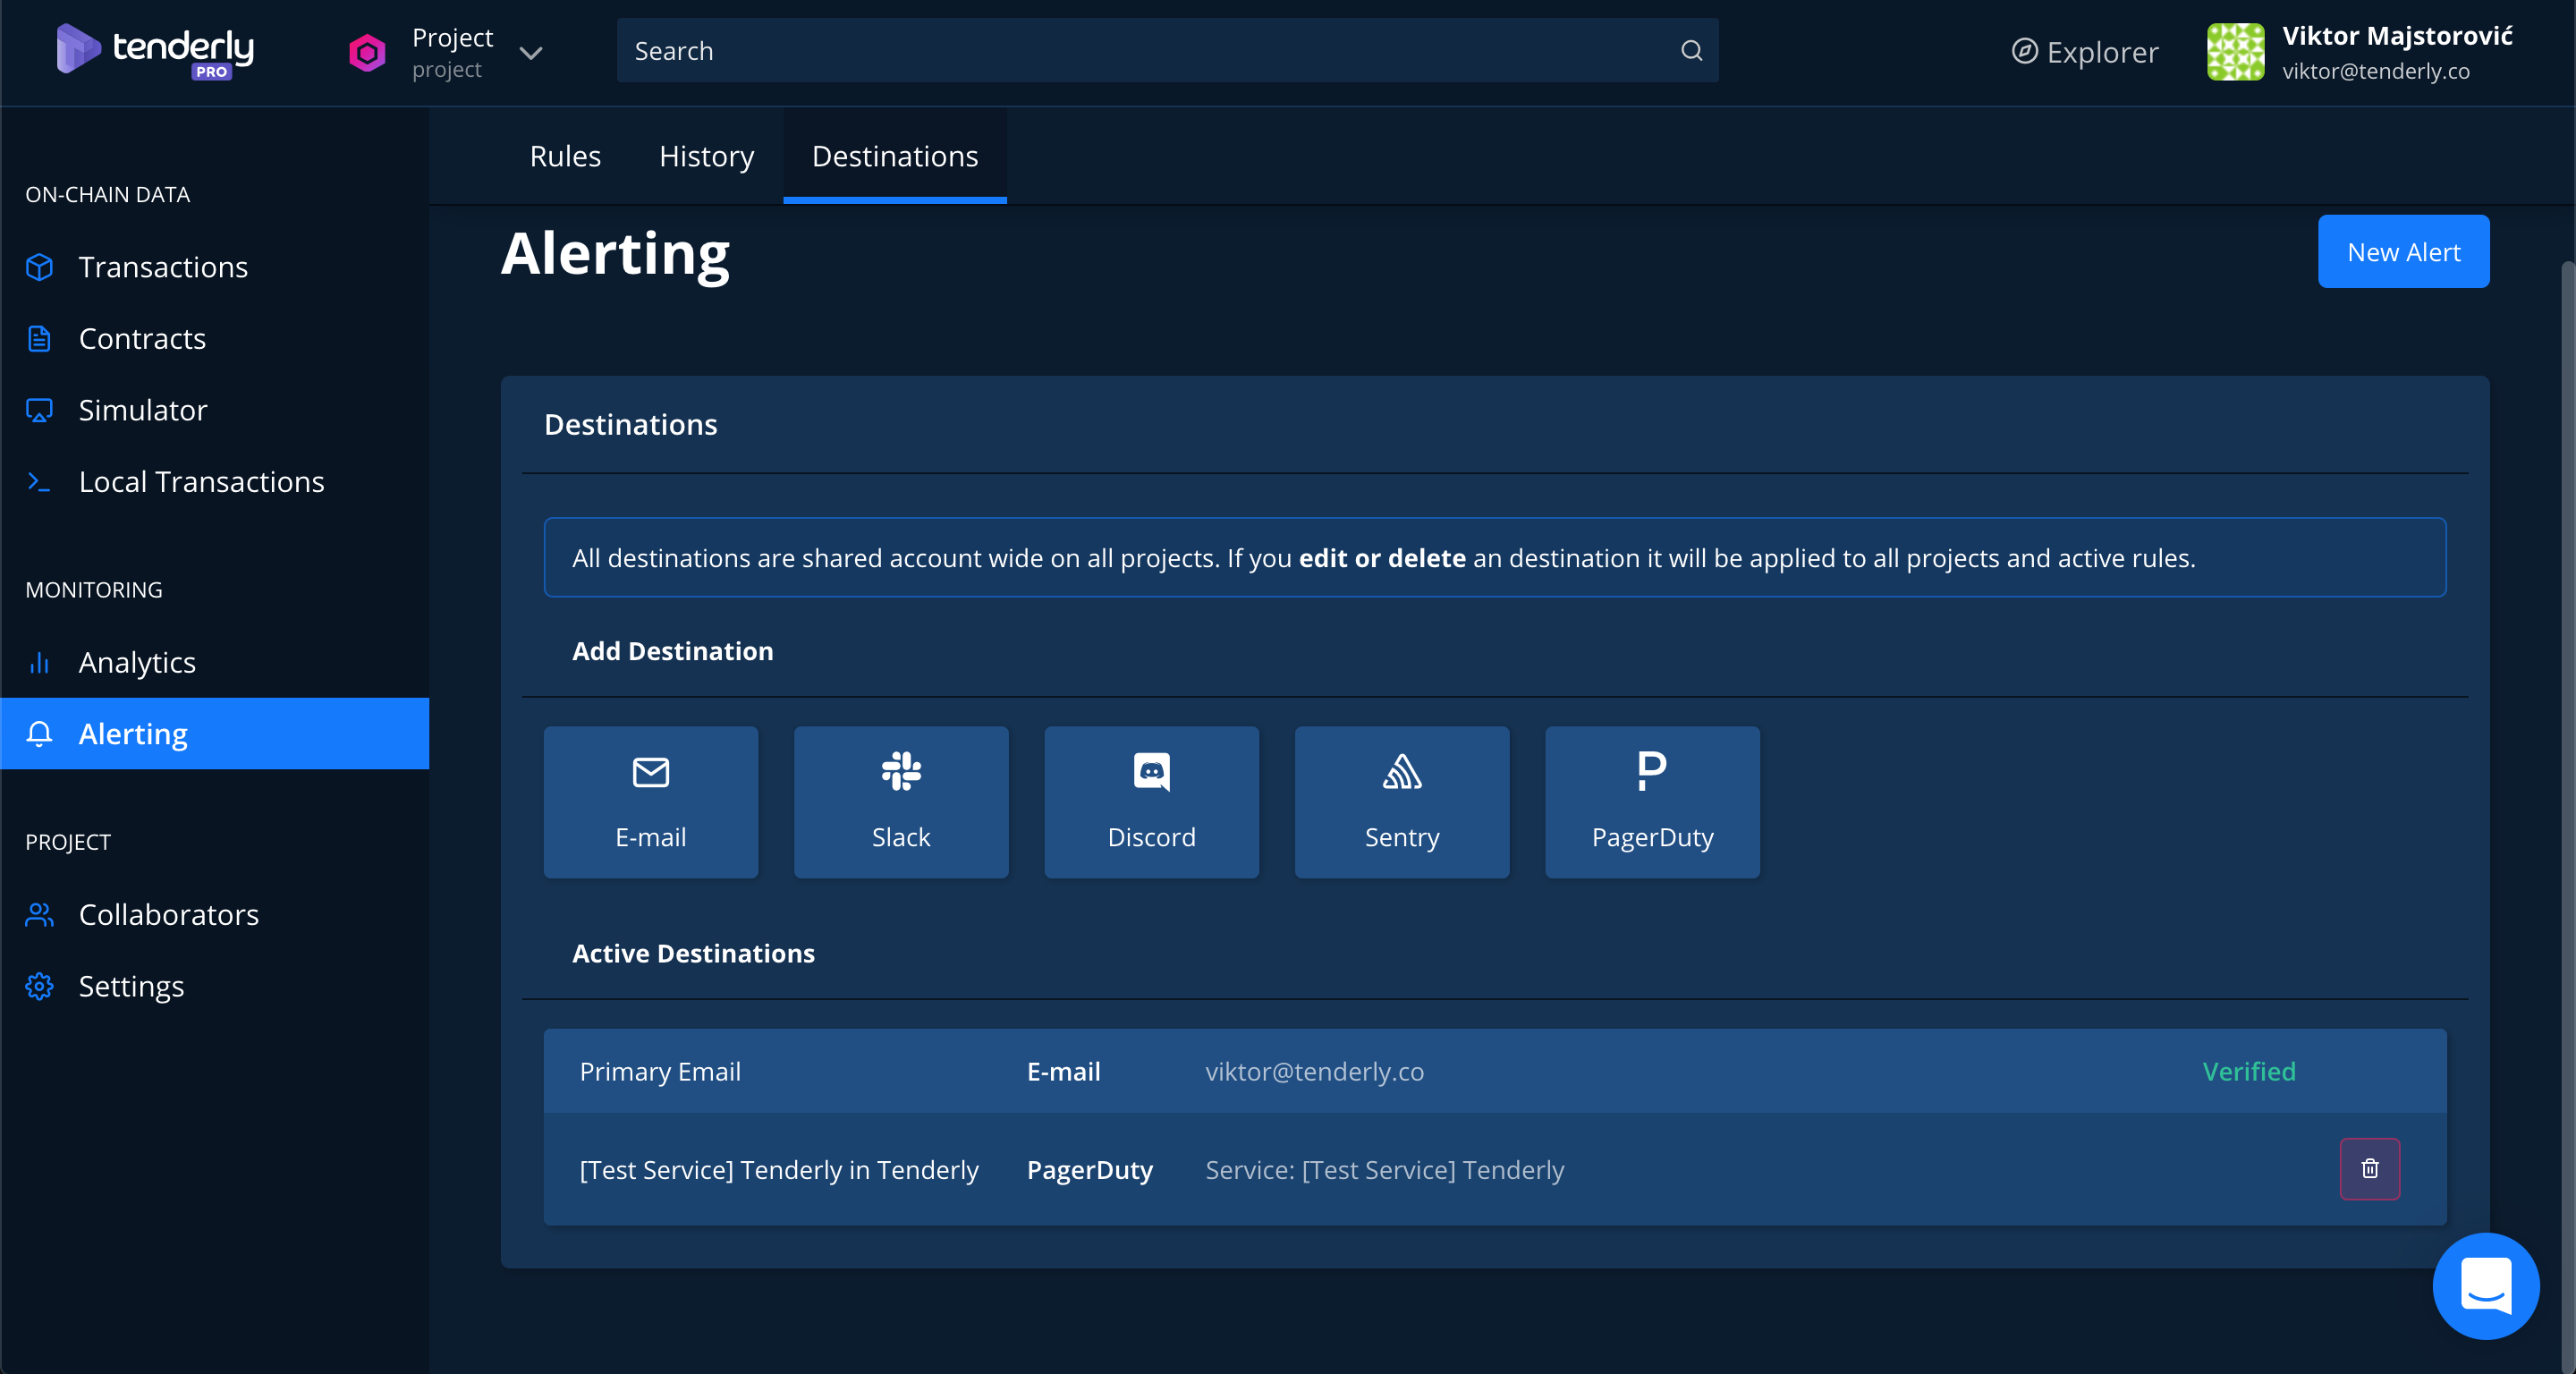 tenderly
PRO
Project
project
Search
Explorer
Viktor Majstorović
viktor@tenderly.co
ON-CHAIN DATA
Transactions
Contracts
Simulator
Local Transactions
MONITORING
Analytics
Alerting
PROJECT
Collaborators
Settings
Rules
History
Destinations
Alerting
New Alert
Destinations
All destinations are shared account wide on all projects. If you edit or delete an destination it will be applied to all projects and active rules.
Add Destination
E-mail
Slack
Discord
Sentry
PagerDuty
Active Destinations
Primary Email E-mail viktor@tenderly.co Verified
[Test Service] Tenderly in Tenderly PagerDuty Service: [Test Service] Tenderly